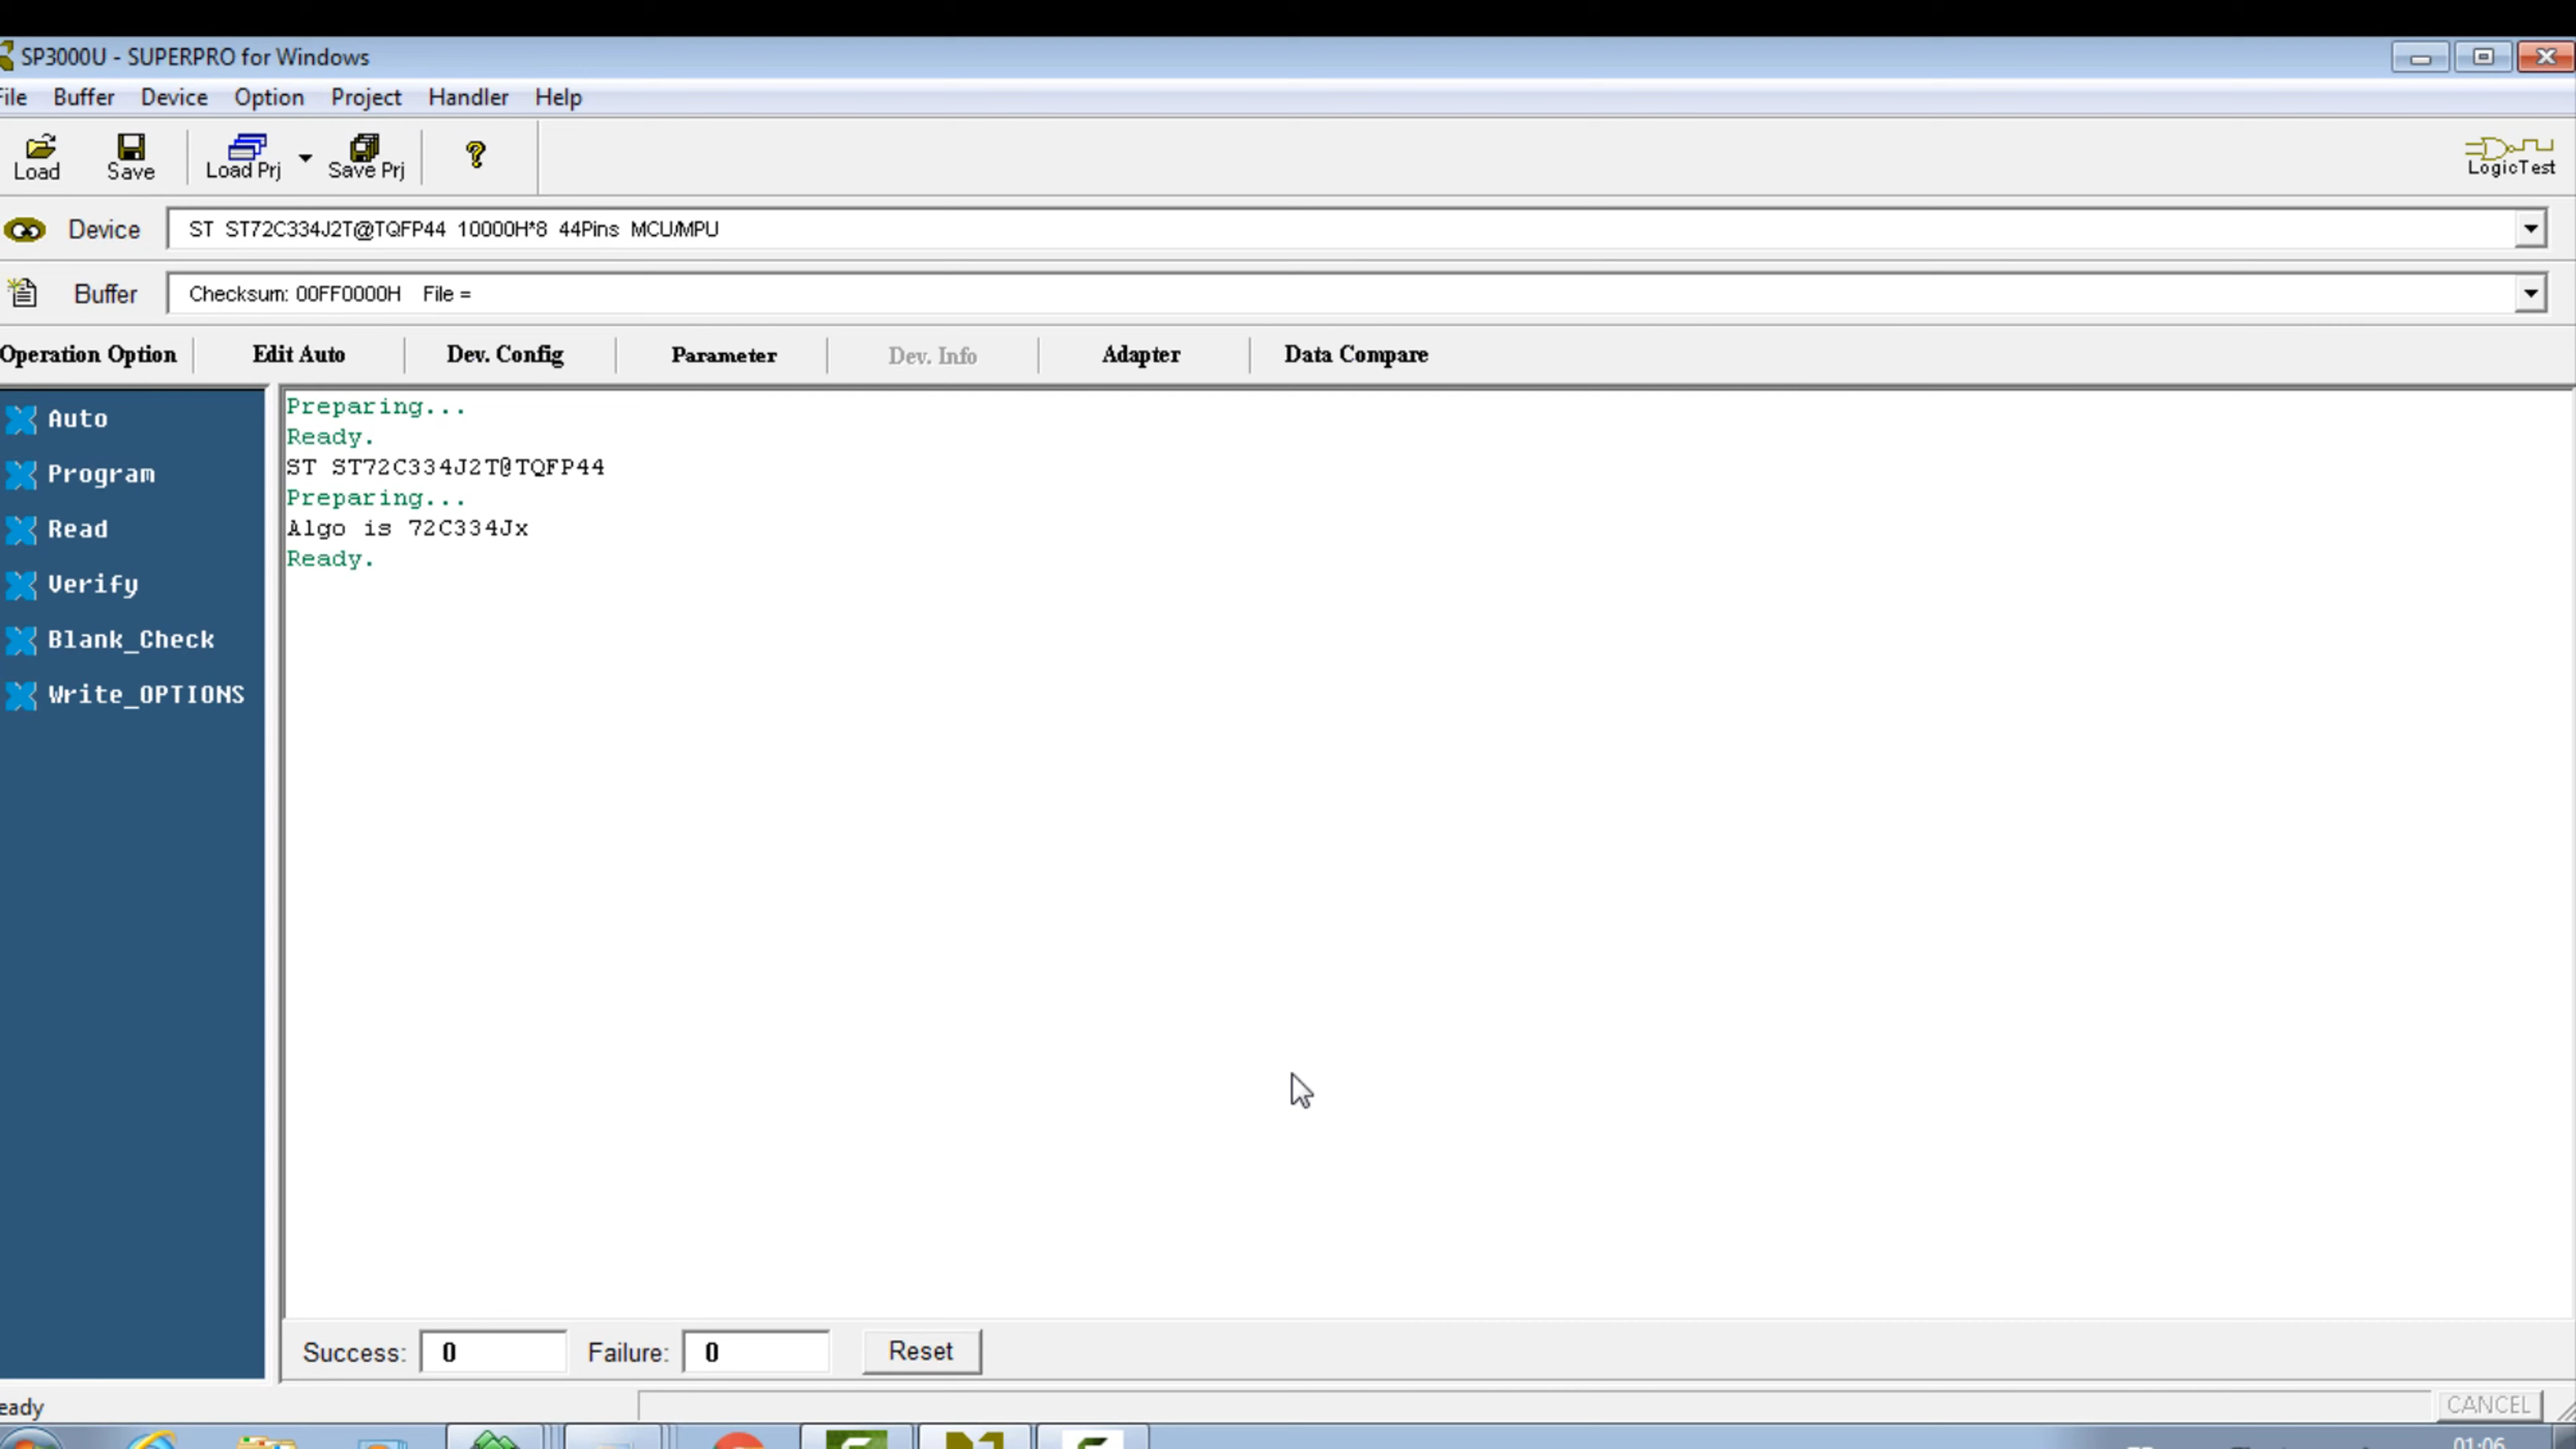 SP3000U - SUPERPRO for Windows
File Buffer Device Option Project Handler Help
Load Save Load Prj Save Prj LogicTest
Device ST ST72C334J2T@TQFP44 10000H*8 44Pins MCU/MPU
Buffer Checksum: 00FF0000H File =
Operation Option Edit Auto Dev. Config Parameter Dev. Info Adapter Data Compare
Auto
Program
Read
Verify
Blank_Check
Write_OPTIONS
Preparing...
Ready.
ST ST72C334J2T@TQFP44
Preparing...
Algo is 72C334Jx
Ready.
Success: 0 Failure: 0 Reset
eady CANCEL
01:06